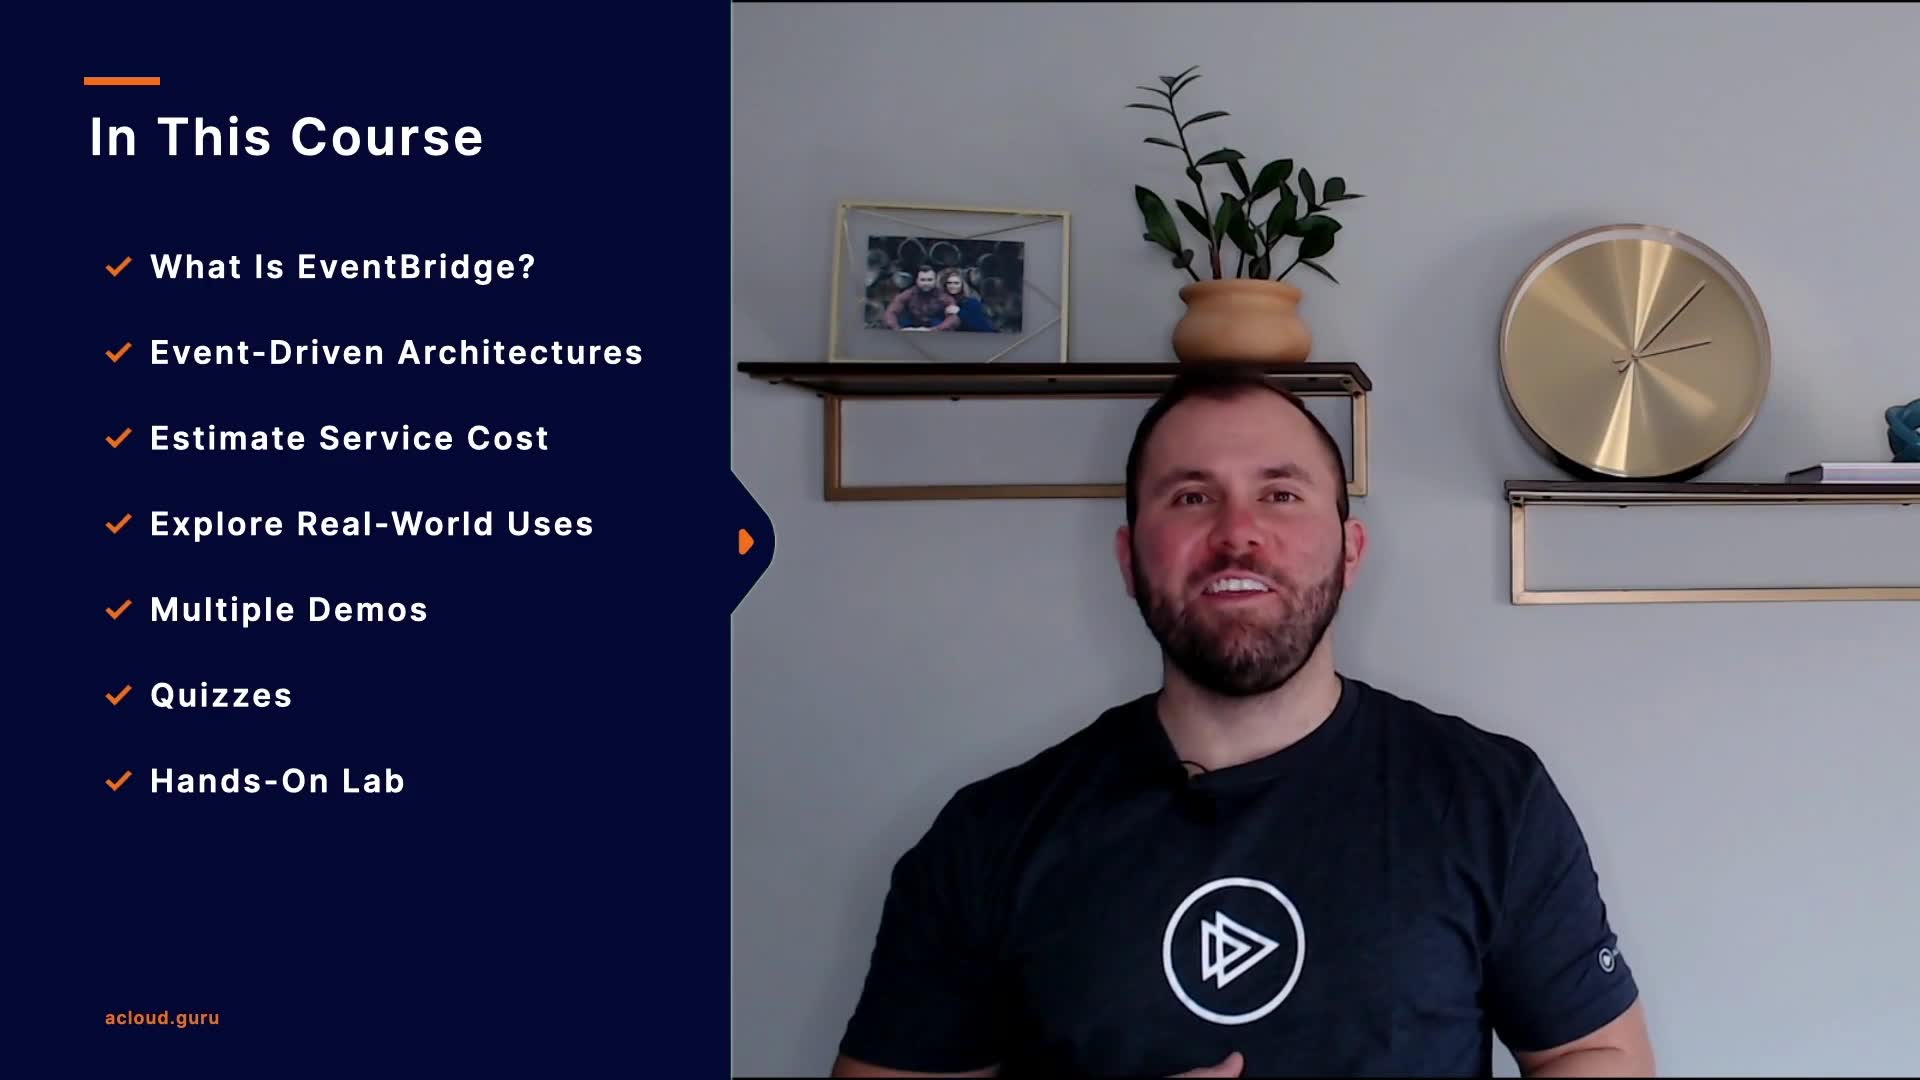 In This Course
What Is EventBridge?
Event-Driven Architectures
Estimate Service Cost
Explore Real-World Uses
Multiple Demos
Quizzes
Hands-On Lab
acloud.guru